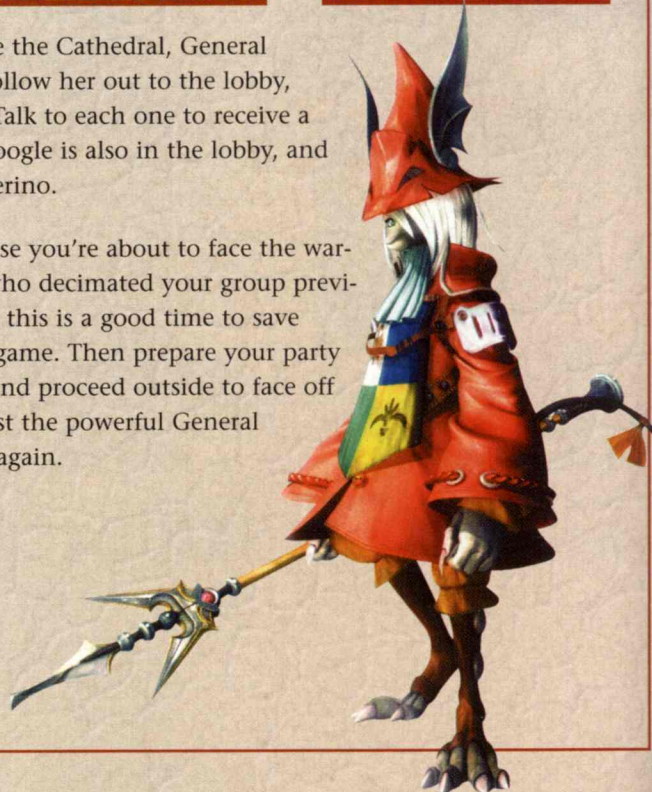 e the Cathedral, General
ollow her out to the lobby,
Talk to each one to receive a
oogle is also in the lobby, and
erino.
se you're about to face the war-
ho decimated your group previ-
this is a good time to save
game. Then prepare your party
nd proceed outside to face off
st the powerful General
again.